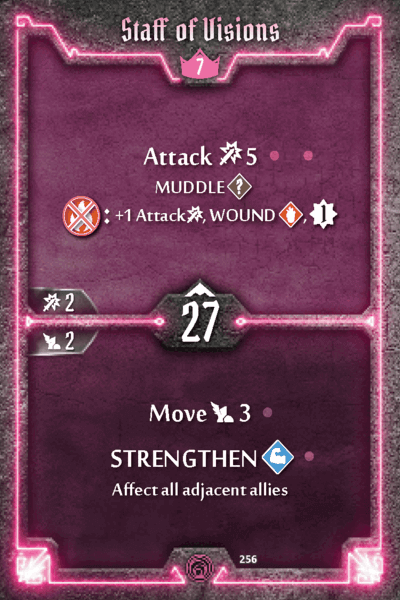 Staff of Visions
7
Attack 5
MUDDLE ?
: +1 Attack, WOUND , 1
2
27
2
Move 3
STRENGTHEN
Affect all adjacent allies
256